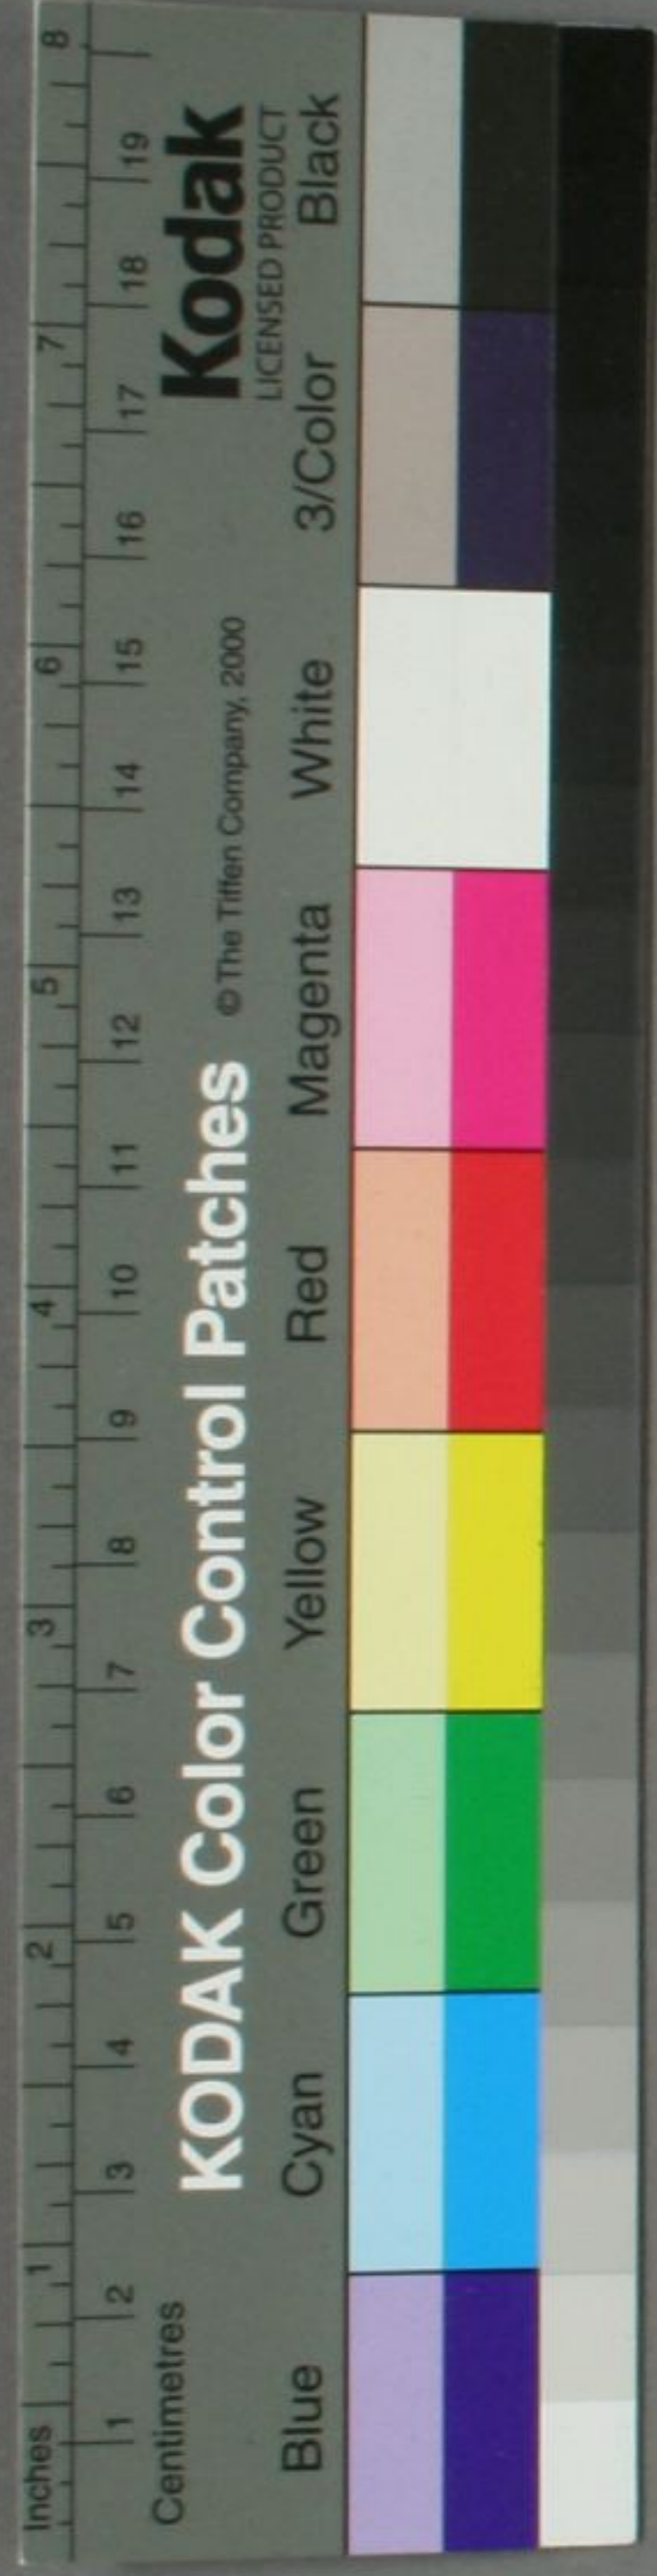 Inches 1 2 3 4 5 6 7 8
1 2 3 4 5 6 7 8 9 10 11 12 13 14 15 16 17 18 19
Centimetres
KODAK Color Control Patches
© The Tiffen Company, 2000
Kodak
LICENSED PRODUCT
Blue Cyan Green Yellow Red Magenta White 3/Color Black